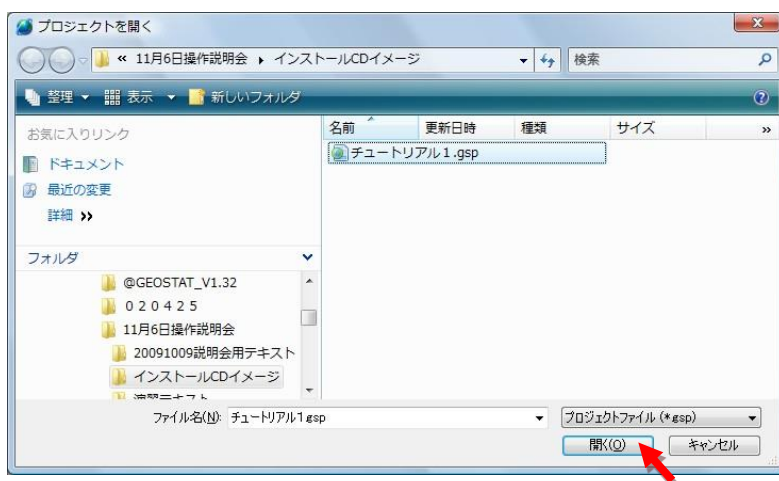 プロジェクトを開く
« 11月6日操作説明会 ▸ インストールCDイメージ
検索
整理 表示 新しいフォルダ
お気に入りリンク
ドキュメント
最近の変更
詳細 »
フォルダ
@GEOSTAT_V1.32
０２０４２５
11月6日操作説明会
20091009説明会用テキスト
インストールCDイメージ
演習テキスト
名前 更新日時 種類 サイズ »
チュートリアル１.gsp
ファイル名(N): チュートリアル1.gsp
プロジェクトファイル (*.gsp)
開く(O) キャンセル